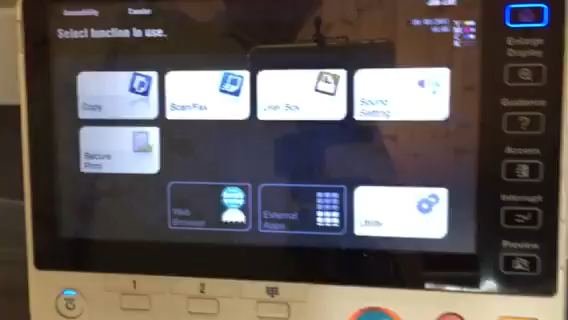 Accessibility Counter
Select function to use.
Copy
Scan/Fax
User Box
Sound
Setting
Secure
Print
Web
Browser
External
Apps
Utility
Enlarge
Display
Guidance
?
Access
Interrupt
Preview
1
2